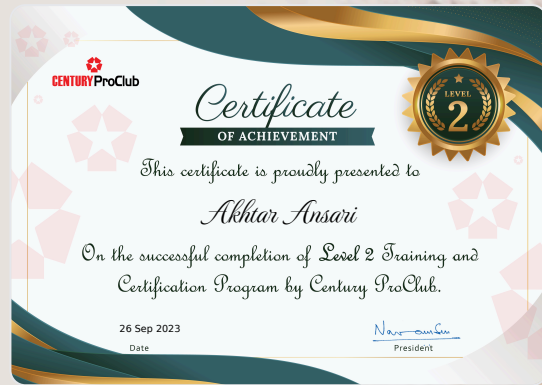 CENTURY ProClub
LEVEL
2
Certificate
OF ACHIEVEMENT
This certificate is proudly presented to
Akhtar Ansari
On the successful completion of Level 2 Training and
Certification Program by Century ProClub.
26 Sep 2023
Date
President